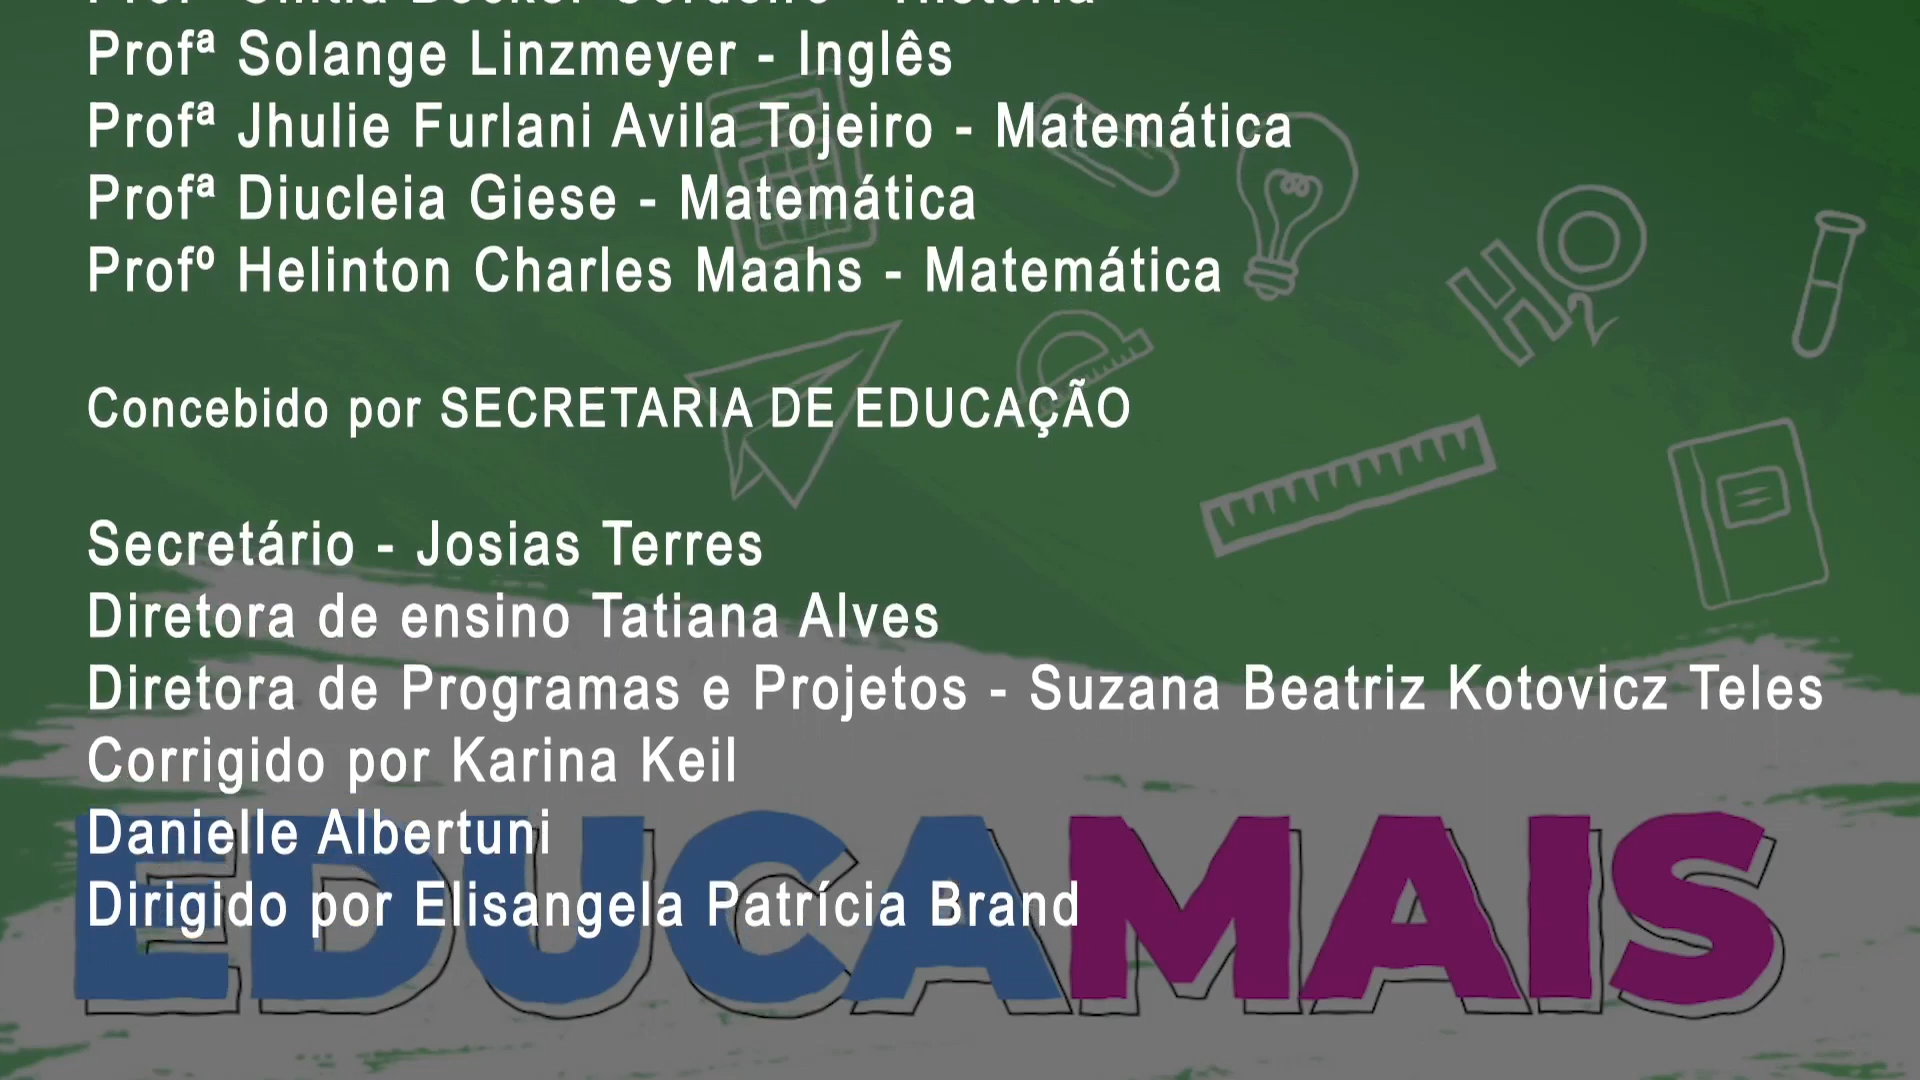 Profª Solange Linzmeyer - Inglês
Profª Jhulie Furlani Avila Tojeiro - Matemática
Profª Diucleia Giese - Matemática
Profº Helinton Charles Maahs - Matemática
H2O
Concebido por SECRETARIA DE EDUCAÇÃO
Secretário - Josias Terres
Diretora de ensino Tatiana Alves
Diretora de Programas e Projetos - Suzana Beatriz Kotovicz Teles
Corrigido por Karina Keil
Danielle Albertuni
Dirigido por Elisangela Patrícia Brand
EDUCAMAIS